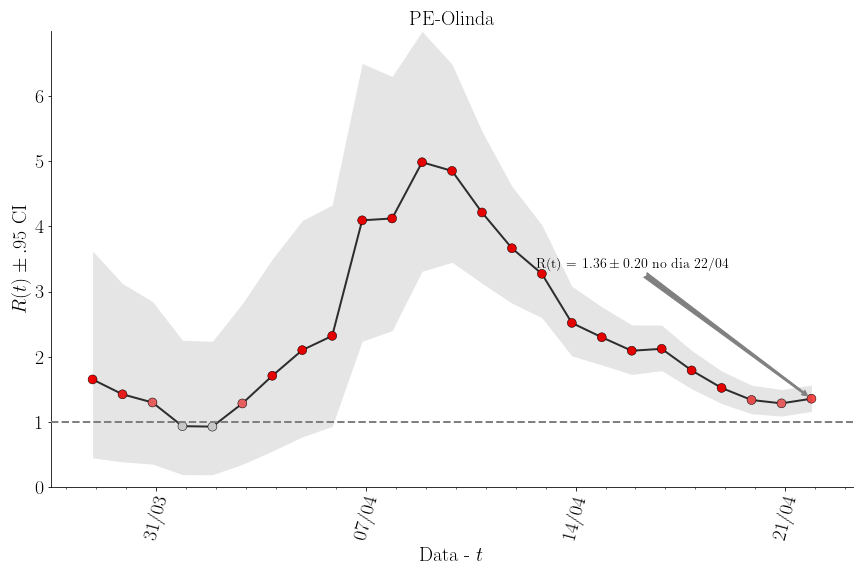 PE-Olinda
R(t) ± .95 CI
6
5
4
3
2
1
0
R(t) = 1.36 ± 0.20 no dia 22/04
31/03
07/04
14/04
21/04
Data - t